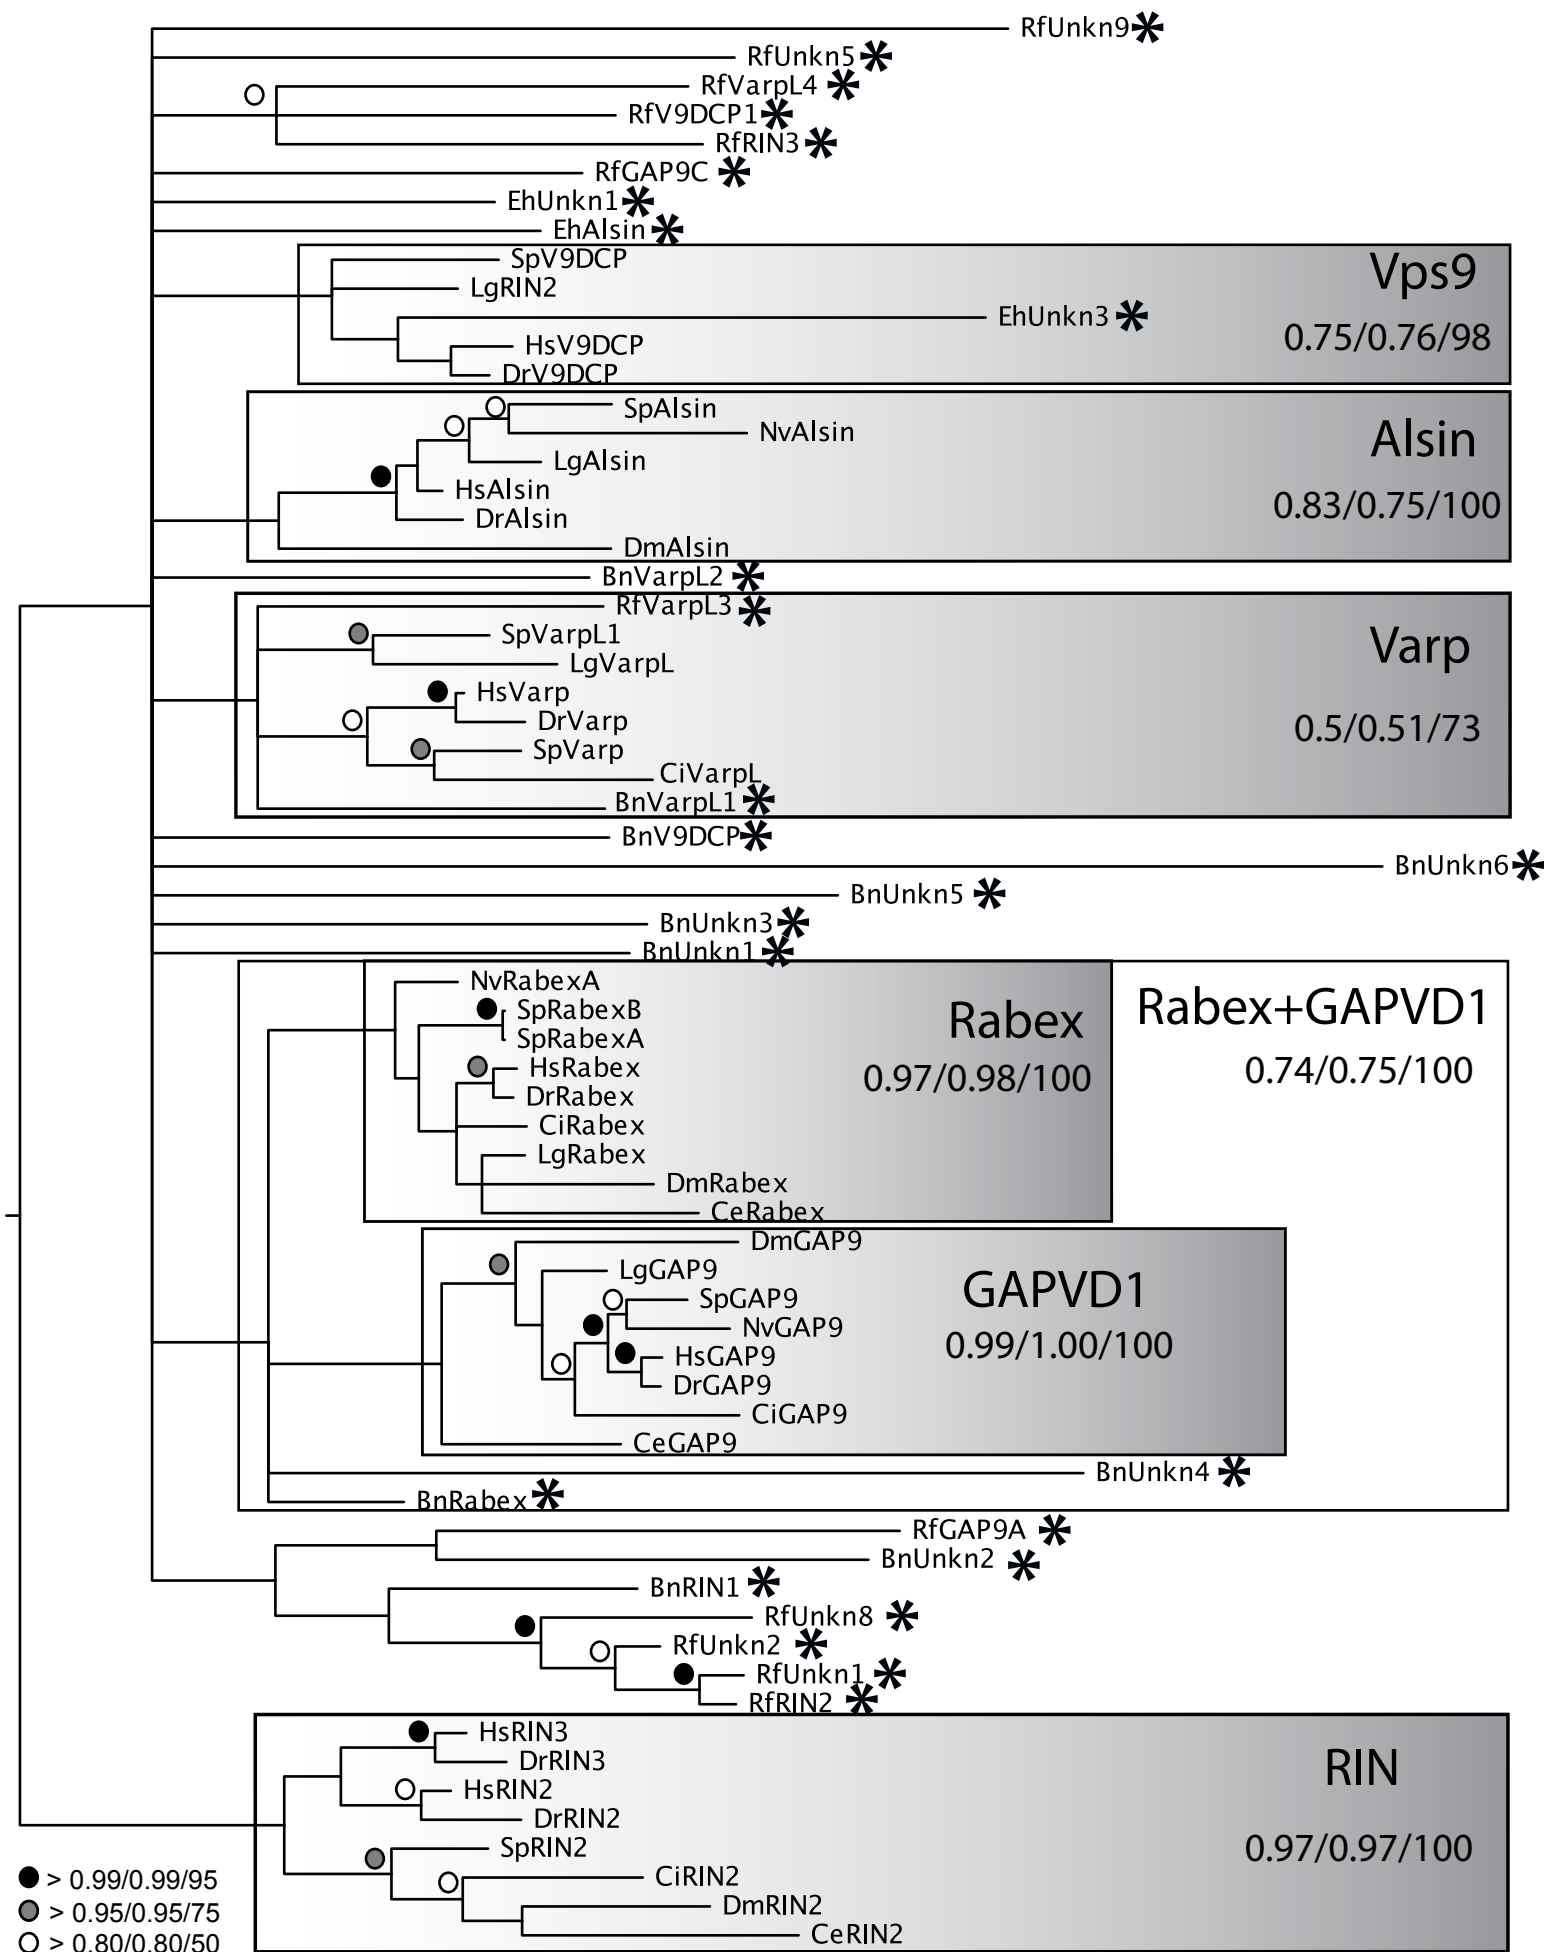 RfUnkn9*
RfUnkn5*
RfVarpL4*
RfV9DCP1*
RfRIN3*
RfGAP9C*
EhUnkn1*
EhAlsin*
SpV9DCP
LgRIN2
EhUnkn3*
HsV9DCP
DrV9DCP
Vps9
0.75/0.76/98
SpAlsin
NvAlsin
LgAlsin
HsAlsin
DrAlsin
DmAlsin
Alsin
0.83/0.75/100
BnVarpL2*
RfVarpL3*
SpVarpL1
LgVarpL
HsVarp
DrVarp
SpVarp
CiVarpL
BnVarpL1*
Varp
0.5/0.51/73
BnV9DCP*
BnUnkn6*
BnUnkn5*
BnUnkn3*
BnUnkn1*
NvRabexA
SpRabexB
SpRabexA
HsRabex
DrRabex
CiRabex
LgRabex
DmRabex
CeRabex
Rabex
0.97/0.98/100
Rabex+GAPVD1
0.74/0.75/100
DmGAP9
LgGAP9
SpGAP9
NvGAP9
HsGAP9
DrGAP9
CiGAP9
CeGAP9
GAPVD1
0.99/1.00/100
BnUnkn4*
BnRabex*
RfGAP9A*
BnUnkn2*
BnRIN1*
RfUnkn8*
RfUnkn2*
RfUnkn1*
RfRIN2*
HsRIN3
DrRIN3
HsRIN2
DrRIN2
SpRIN2
CiRIN2
DmRIN2
CeRIN2
RIN
0.97/0.97/100
> 0.99/0.99/95
> 0.95/0.95/75
> 0.80/0.80/50